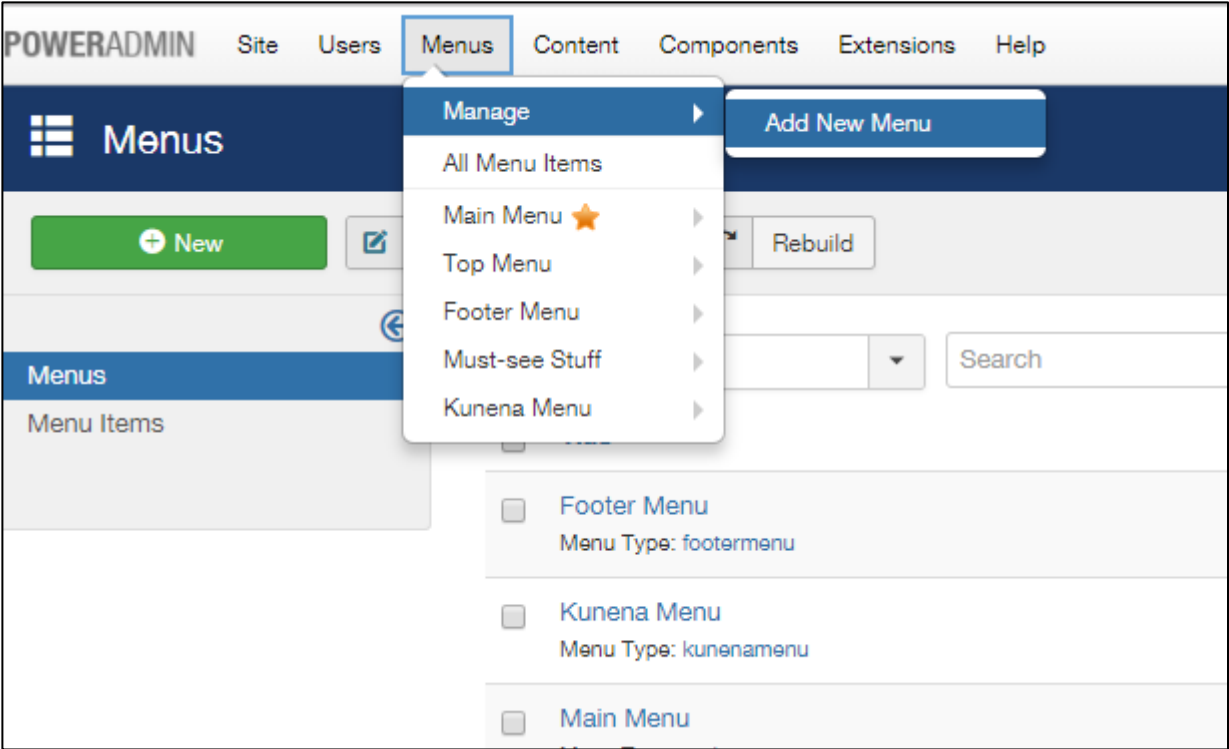 POWERADMIN Site Users Menus Content Components Extensions Help
Menus
Manage
Add New Menu
All Menu Items
Main Menu
Top Menu
Footer Menu
Must-see Stuff
Kunena Menu
New
Rebuild
Search
Menus
Menu Items
Footer Menu
Menu Type: footermenu
Kunena Menu
Menu Type: kunenamenu
Main Menu